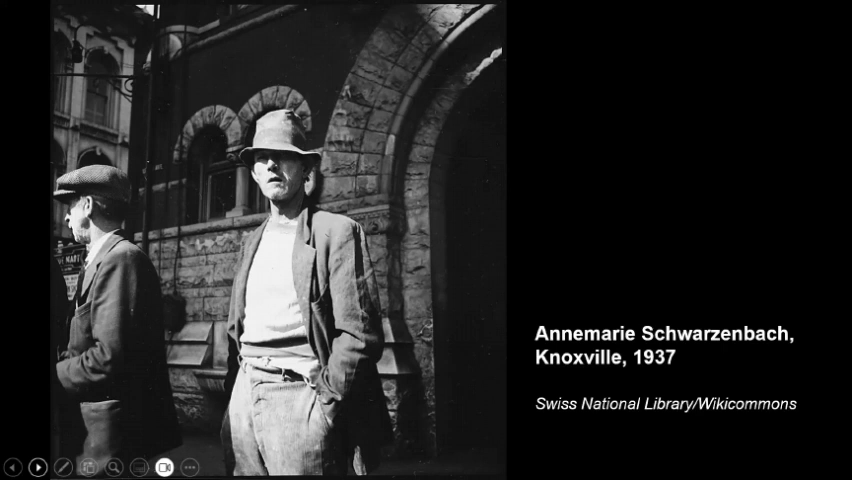 Annemarie Schwarzenbach,
Knoxville, 1937
Swiss National Library/Wikicommons